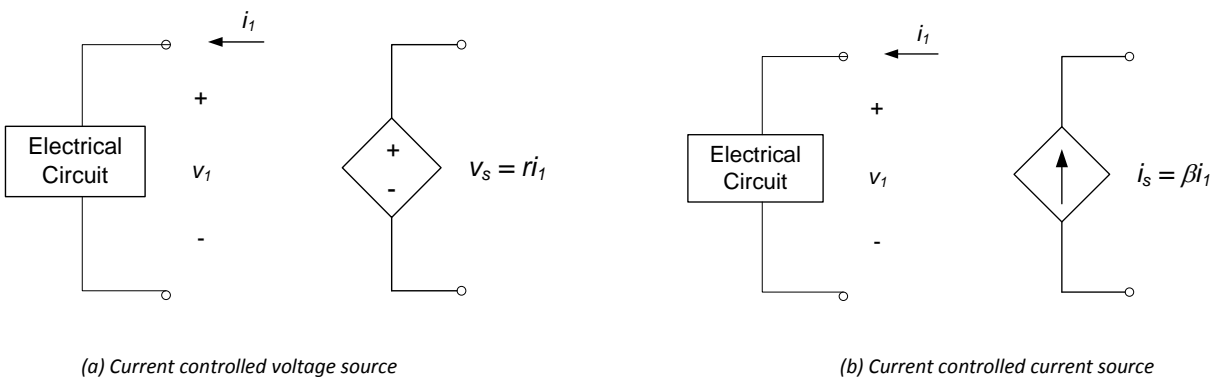 i₁
+
Electrical
Circuit
v₁
-
+
-
vₛ = ri₁
(a) Current controlled voltage source
i₁
+
Electrical
Circuit
v₁
-
iₛ = βi₁
(b) Current controlled current source